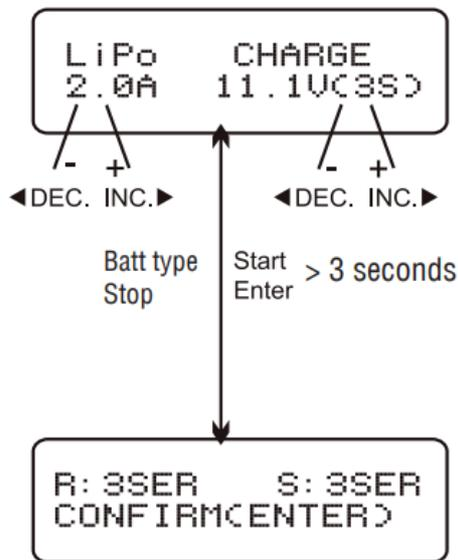 LiPo CHARGE
2.0A 11.1V(3S)
- + - +
◄DEC. INC.► ◄DEC. INC.►
Batt type Start > 3 seconds
Stop Enter
R:3SER S:3SER
CONFIRM(ENTER)